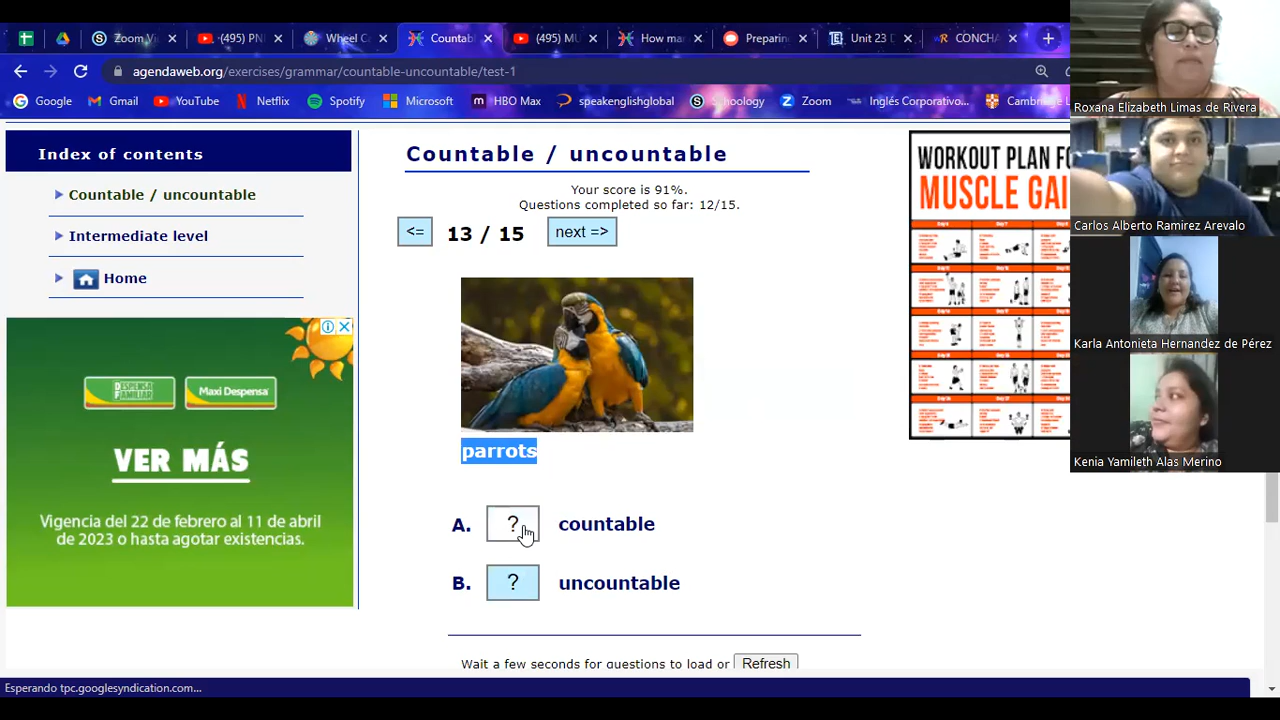 Zoom Vi
(495) PN
Wheel C
Countab
(495) MU
How ma
Preparin
Unit 23 D
CONCHA
agendaweb.org/exercises/grammar/countable-uncountable/test-1
Google
Gmail
YouTube
Netflix
Spotify
Microsoft
HBO Max
speakenglishglobal
Schoology
Zoom
Inglés Corporativo...
Cambridge L
Index of contents
Countable / uncountable
Intermediate level
Home
VER MÁS
DESPENSA FAMILIAR
Maxi Despensa
Vigencia del 22 de febrero al 11 de abril
de 2023 o hasta agotar existencias.
Countable / uncountable
Your score is 91%.
Questions completed so far: 12/15.
<= 13 / 15 next =>
parrots
A. ? countable
B. ? uncountable
Wait a few seconds for questions to load or Refresh
WORKOUT PLAN FO
MUSCLE GAI
Roxana Elizabeth Limas de Rivera
Carlos Alberto Ramirez Arevalo
Karla Antonieta Hernandez de Pérez
Kenia Yamileth Alas Merino
Esperando tpc.googlesyndication.com...